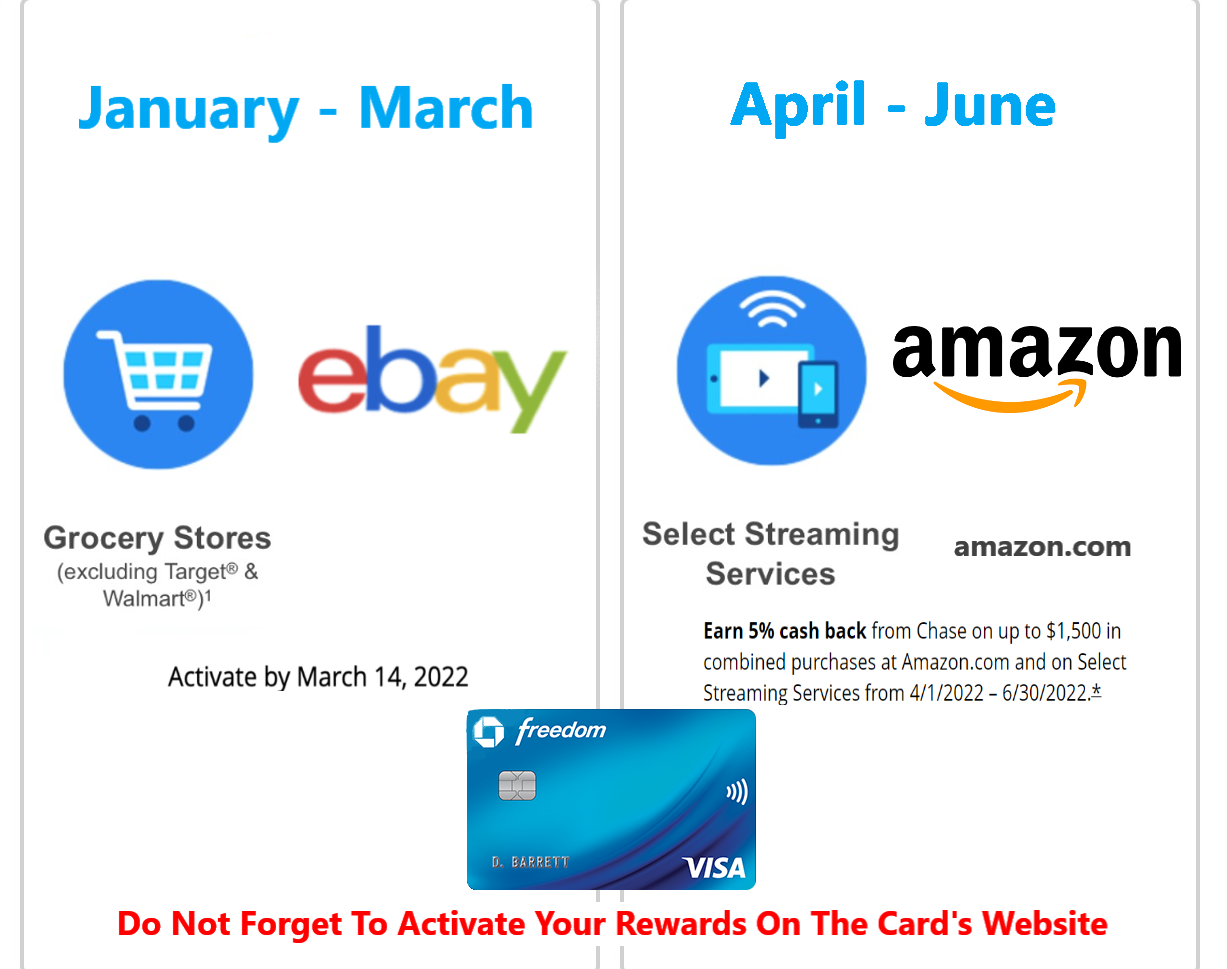 January - March
ebay
Grocery Stores
(excluding Target® &
Walmart®)¹
Activate by March 14, 2022
April - June
amazon
Select Streaming
Services
amazon.com
Earn 5% cash back from Chase on up to $1,500 in
combined purchases at Amazon.com and on Select
Streaming Services from 4/1/2022 – 6/30/2022.*
freedom
D. BARRETT
VISA
Do Not Forget To Activate Your Rewards On The Card's Website